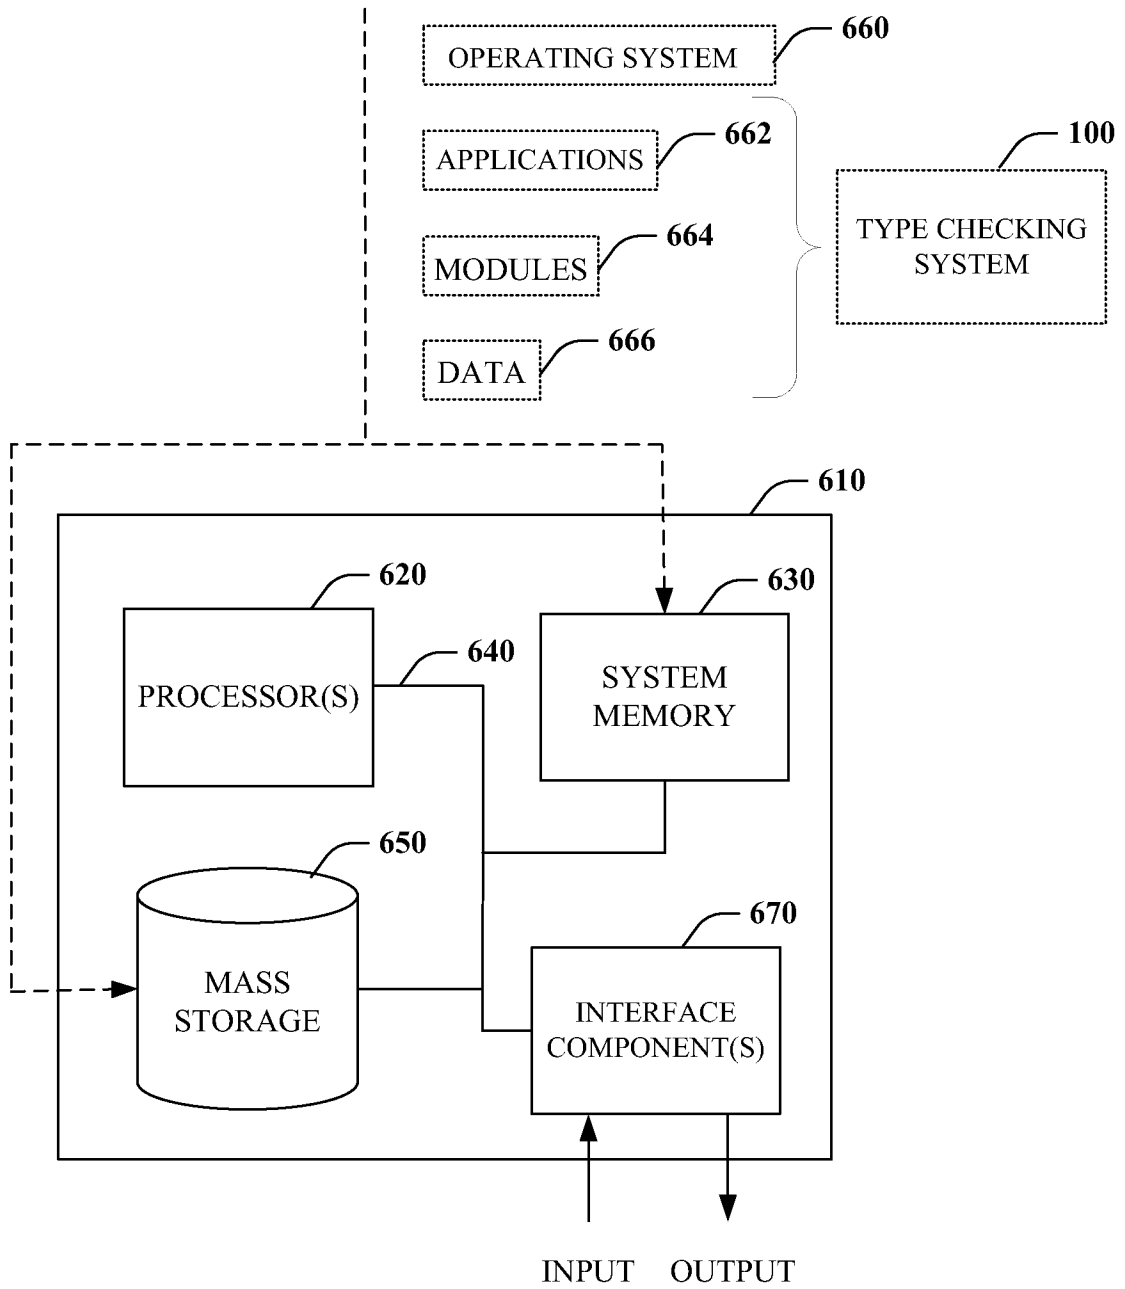 660
OPERATING SYSTEM
662
APPLICATIONS
100
TYPE CHECKING
SYSTEM
664
MODULES
666
DATA
610
620
PROCESSOR(S)
630
SYSTEM
MEMORY
640
650
MASS
STORAGE
670
INTERFACE
COMPONENT(S)
INPUT
OUTPUT